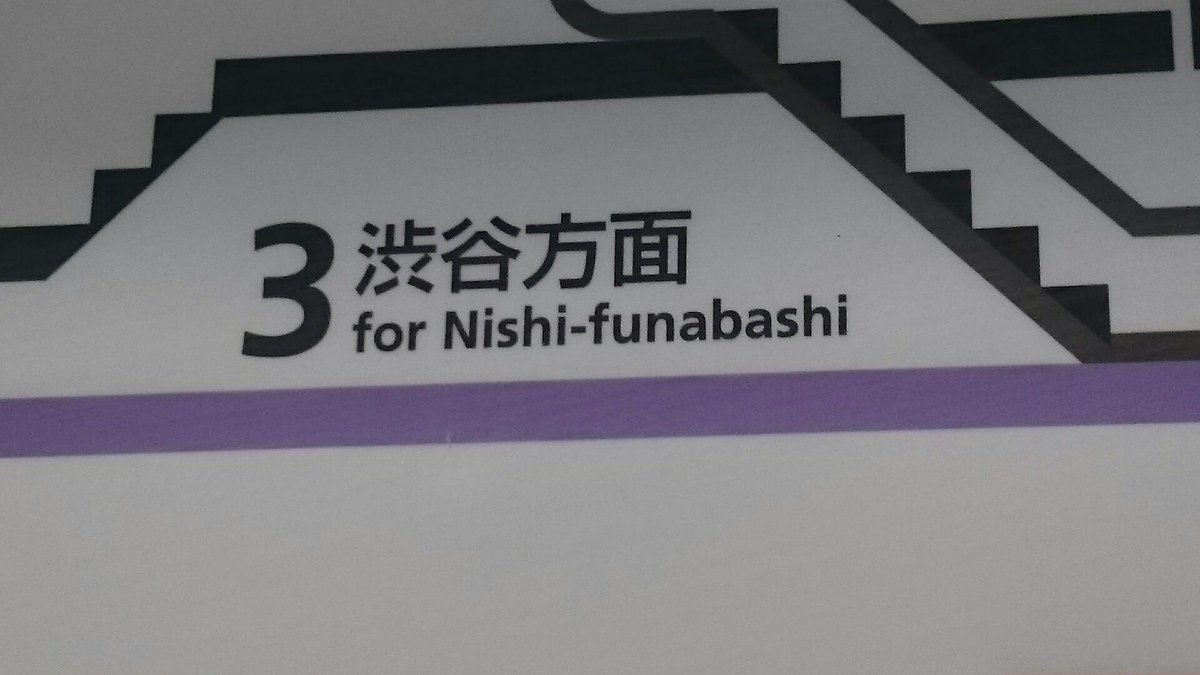 3 渋谷方面
for Nishi-funabashi